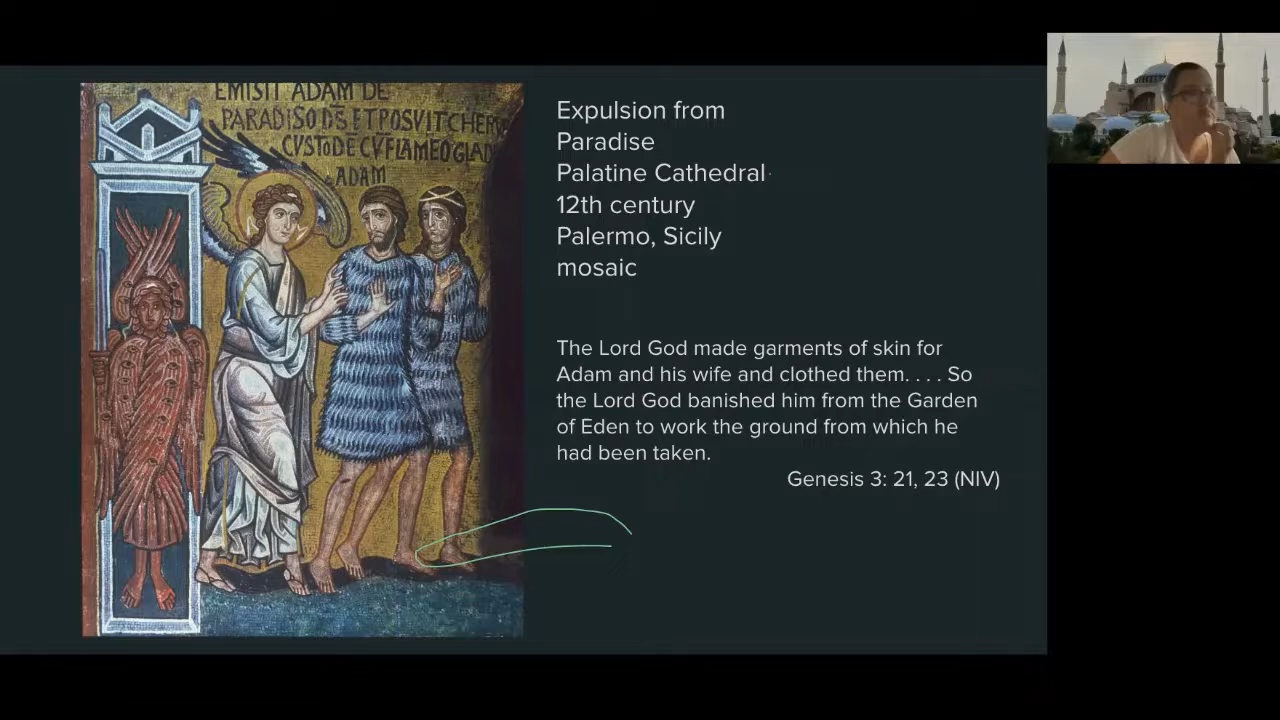 EMISIT ADAM DE
PARADISO DS ET POSVIT CHERV
CVSTODE CV FLAMEO GLAD
ADAM
Expulsion from
Paradise
Palatine Cathedral
12th century
Palermo, Sicily
mosaic
The Lord God made garments of skin for
Adam and his wife and clothed them. . . . So
the Lord God banished him from the Garden
of Eden to work the ground from which he
had been taken.
Genesis 3: 21, 23 (NIV)